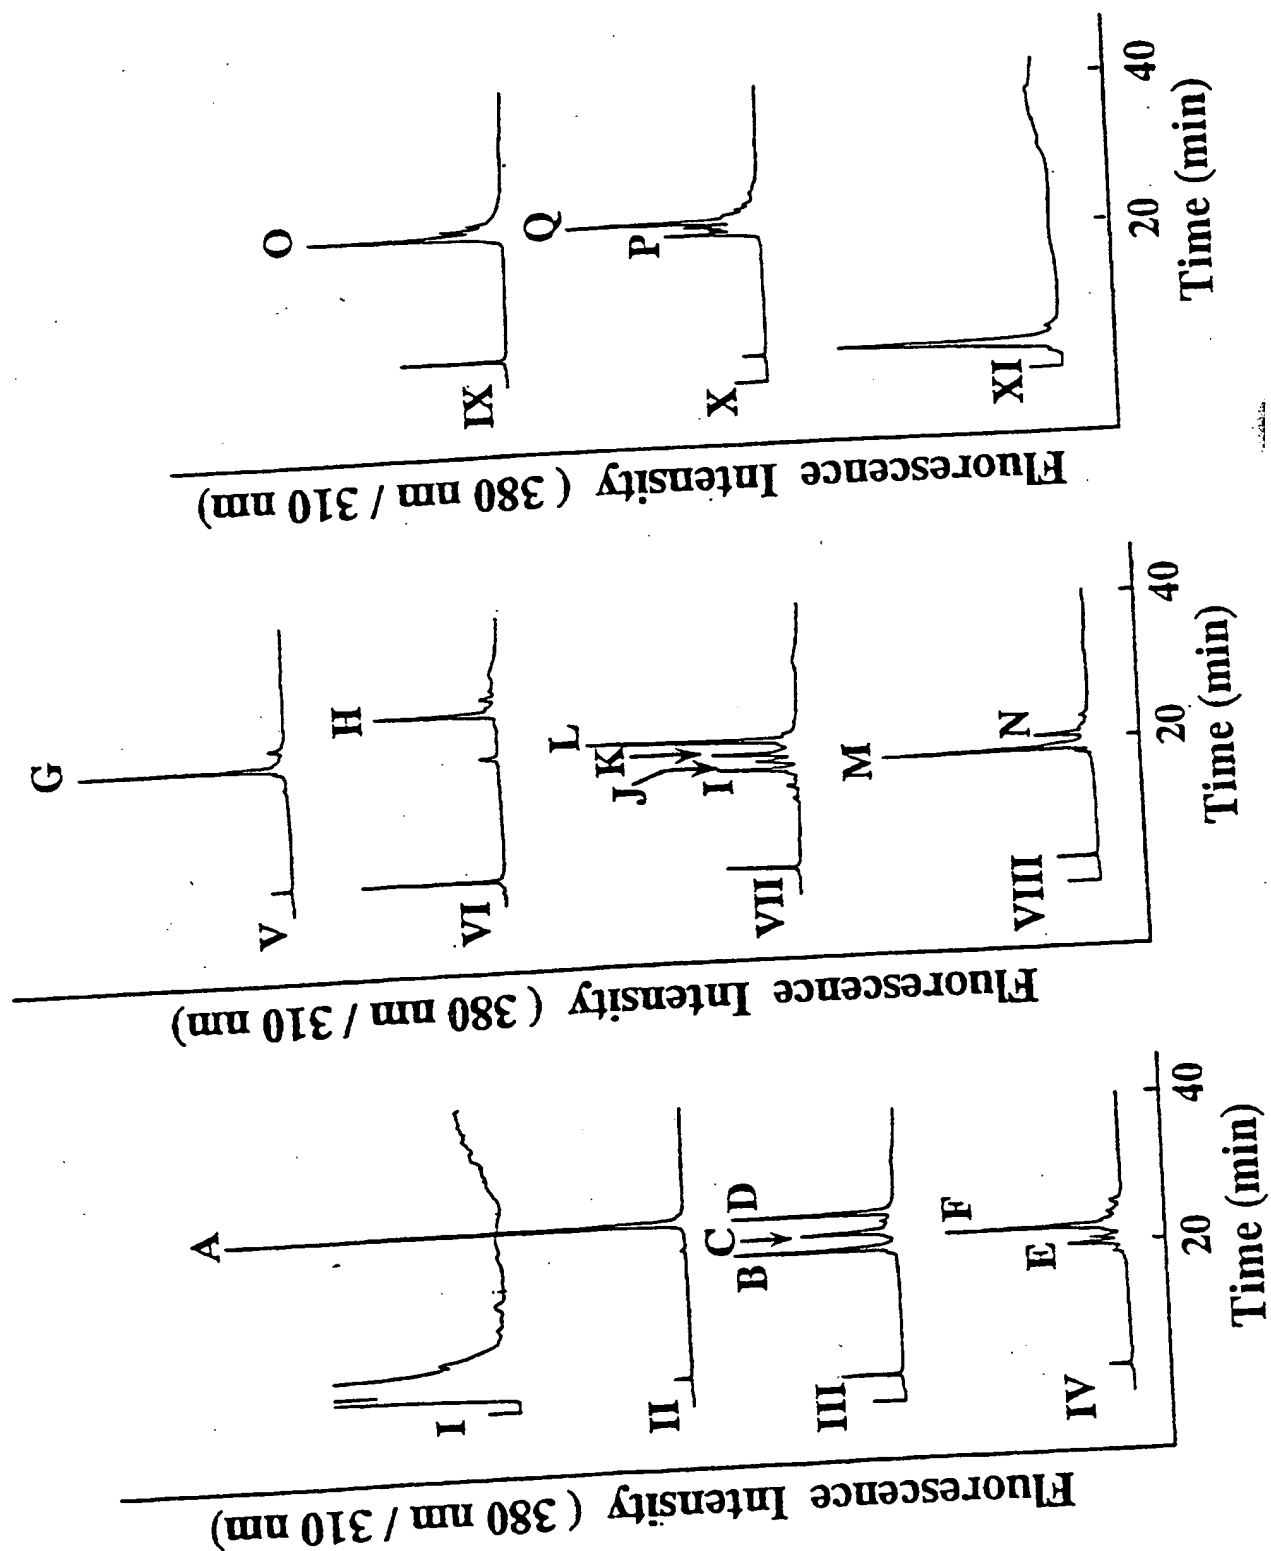 Fluorescence Intensity ( 380 nm / 310 nm)
I
II
A
III
B
C
D
IV
E
F
20
40
Time (min)
Fluorescence Intensity ( 380 nm / 310 nm)
V
G
VI
H
VII
I
J
K
L
VIII
M
N
20
40
Time (min)
Fluorescence Intensity ( 380 nm / 310 nm)
IX
O
X
P
Q
XI
20
40
Time (min)